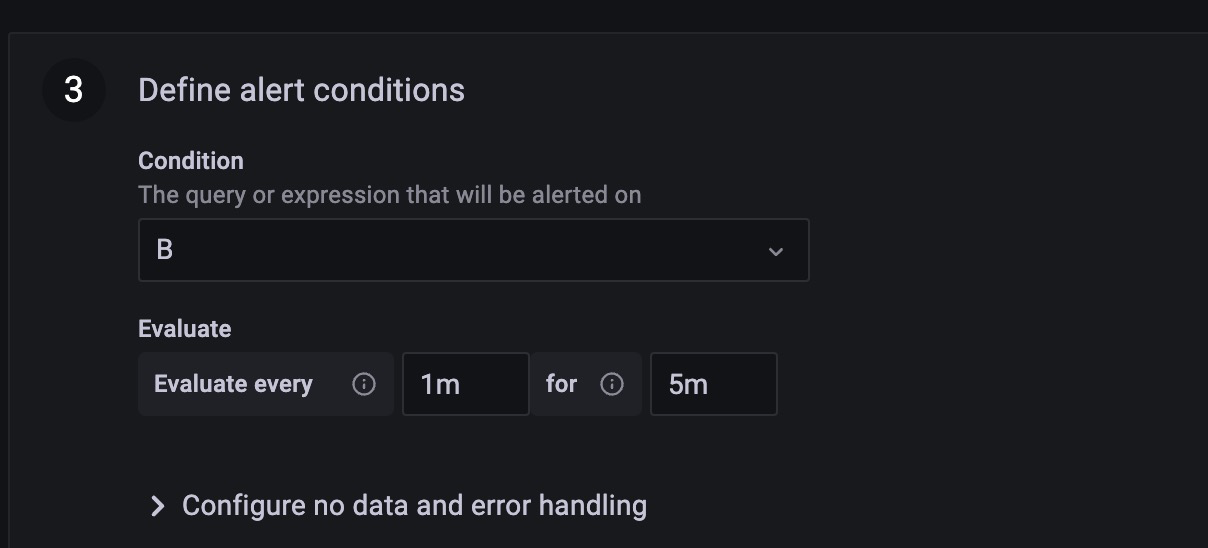 3 Define alert conditions
Condition
The query or expression that will be alerted on
B
Evaluate
Evaluate every 1m for 5m
Configure no data and error handling